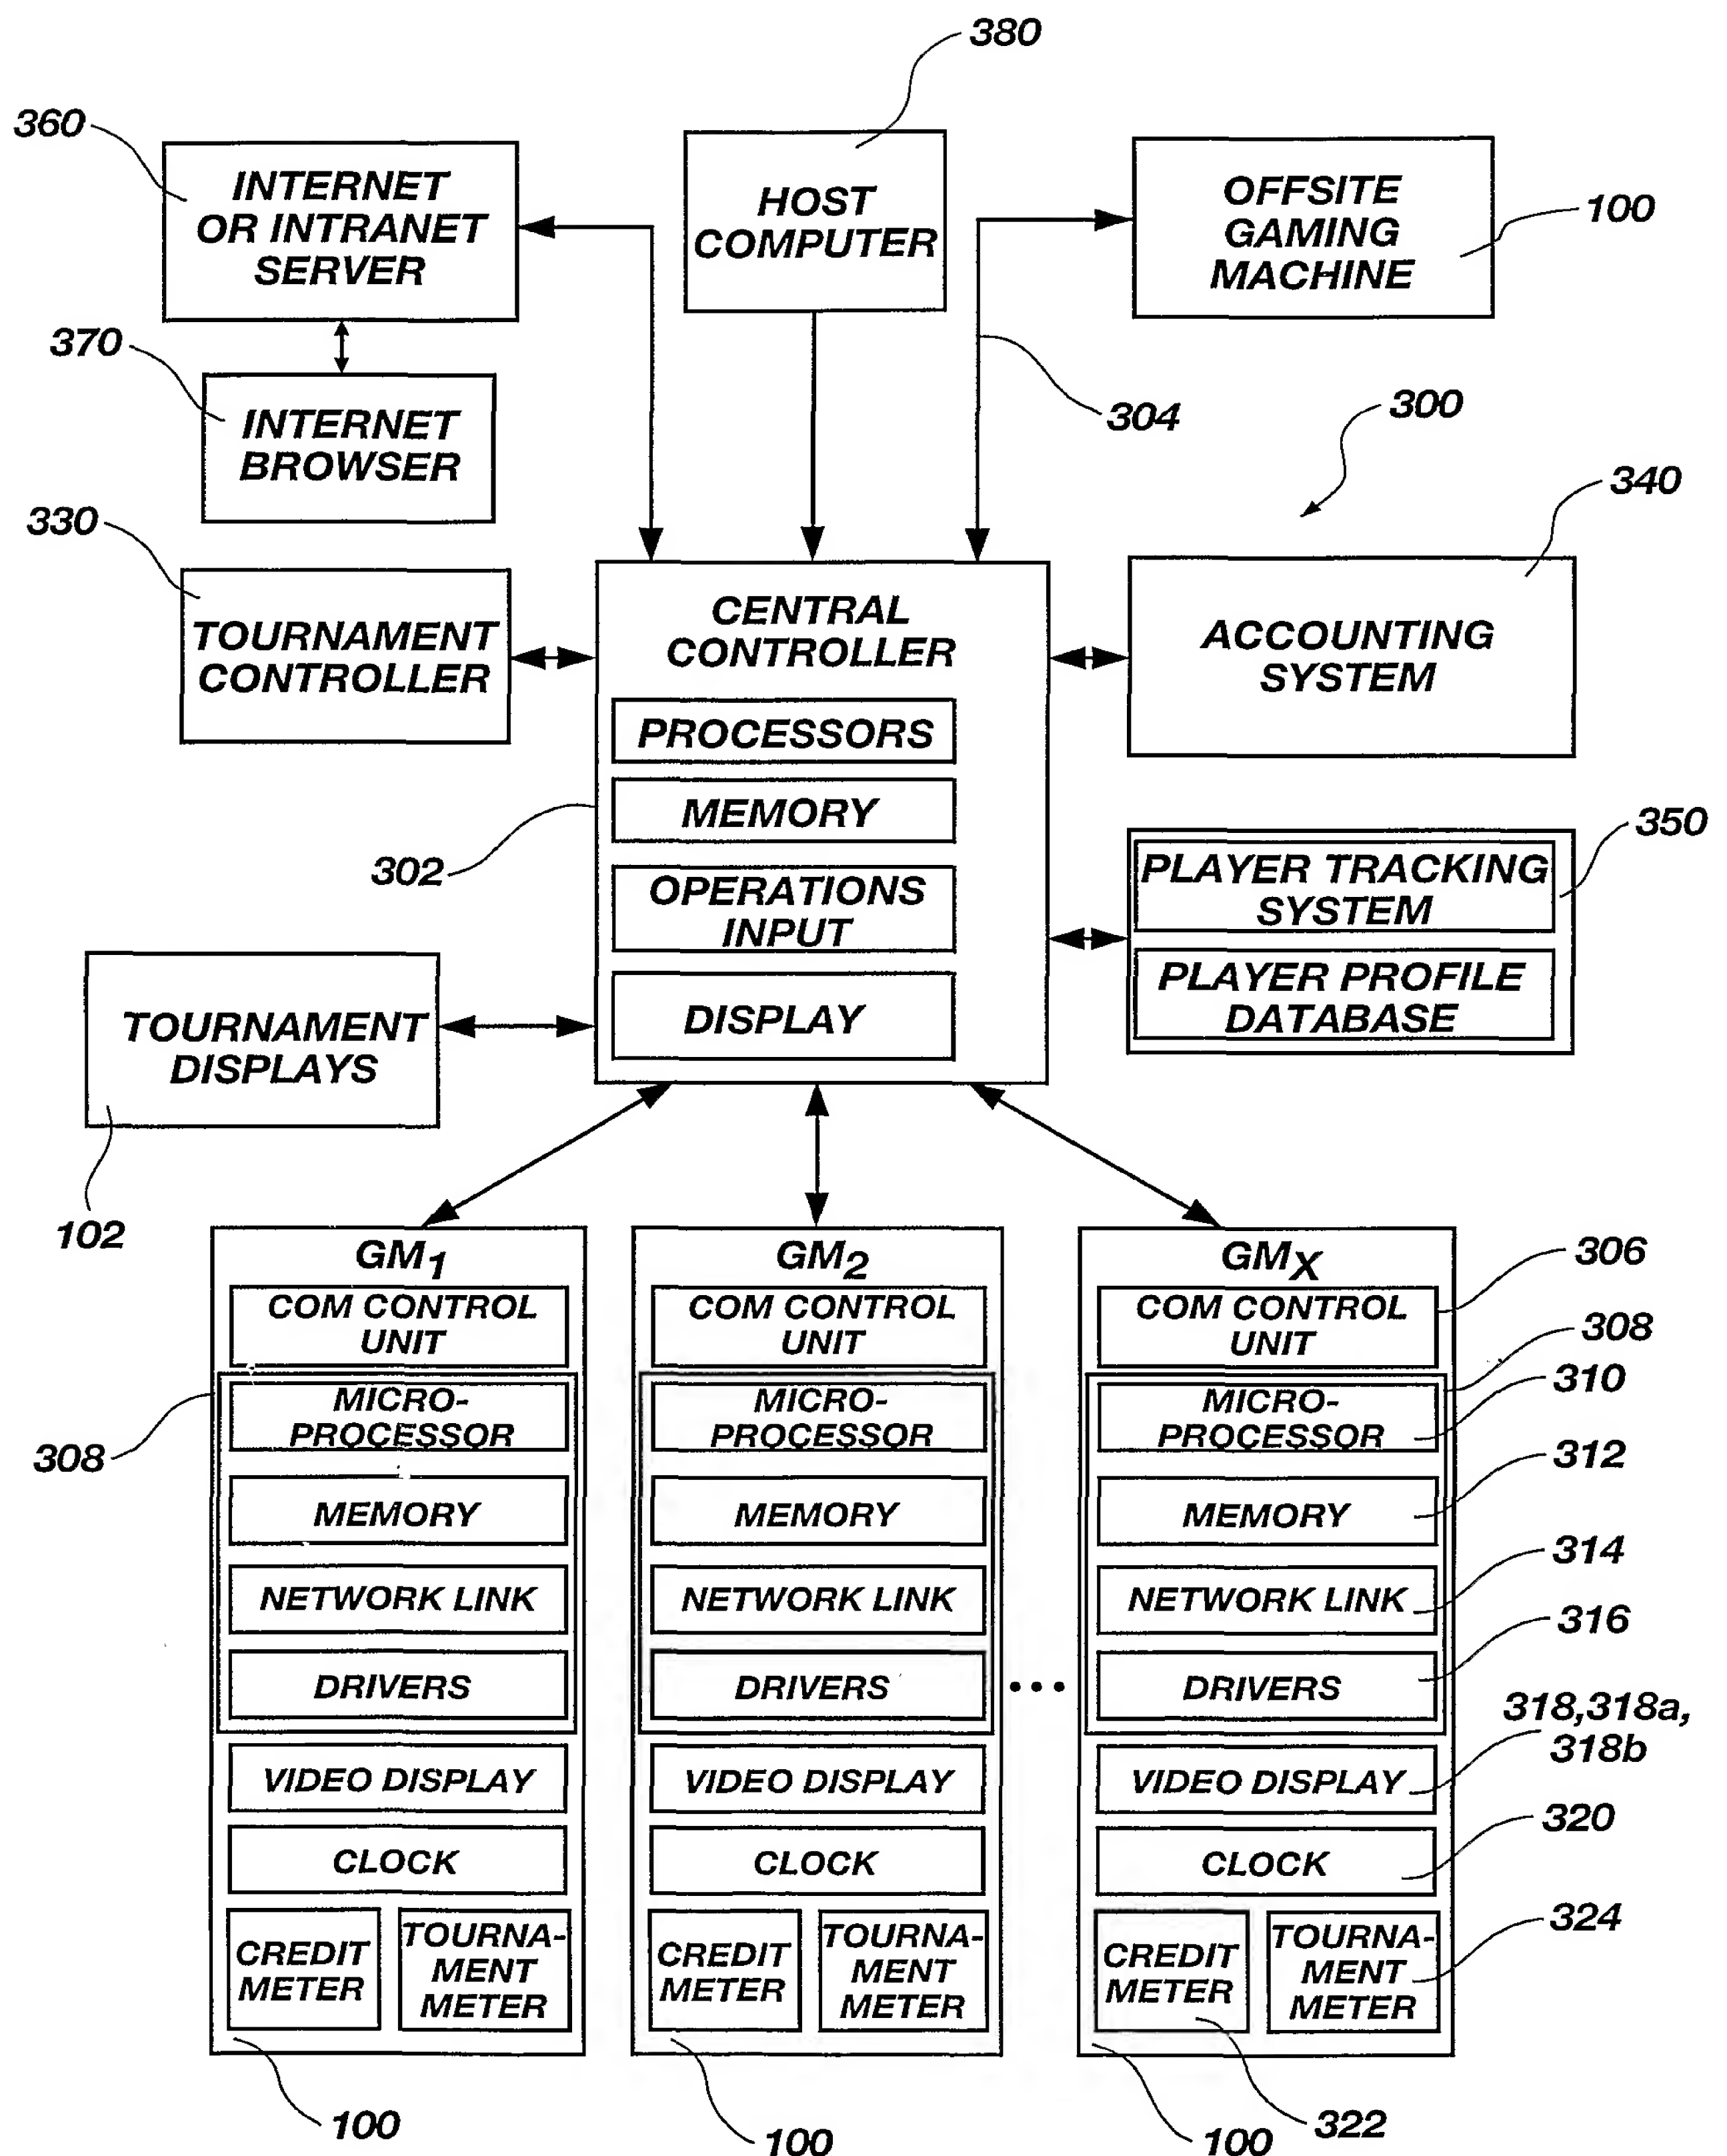 380
360
INTERNET
OR INTRANET
SERVER
HOST
COMPUTER
OFFSITE
GAMING
MACHINE
100
370
INTERNET
BROWSER
304
300
330
340
TOURNAMENT
CONTROLLER
CENTRAL
CONTROLLER
ACCOUNTING
SYSTEM
PROCESSORS
MEMORY
302
OPERATIONS
INPUT
DISPLAY
350
PLAYER TRACKING
SYSTEM
PLAYER PROFILE
DATABASE
TOURNAMENT
DISPLAYS
102
GM1
COM CONTROL
UNIT
MICRO-
PROCESSOR
308
MEMORY
NETWORK LINK
DRIVERS
VIDEO DISPLAY
CLOCK
CREDIT
METER
TOURNA-
MENT
METER
100
GM2
COM CONTROL
UNIT
MICRO-
PROCESSOR
MEMORY
NETWORK LINK
DRIVERS
VIDEO DISPLAY
CLOCK
CREDIT
METER
TOURNA-
MENT
METER
100
•••
GMX
COM CONTROL
UNIT
306
308
MICRO-
PROCESSOR
310
MEMORY
312
NETWORK LINK
314
DRIVERS
316
VIDEO DISPLAY
318,318a,
318b
CLOCK
320
CREDIT
METER
TOURNA-
MENT
METER
324
322
100